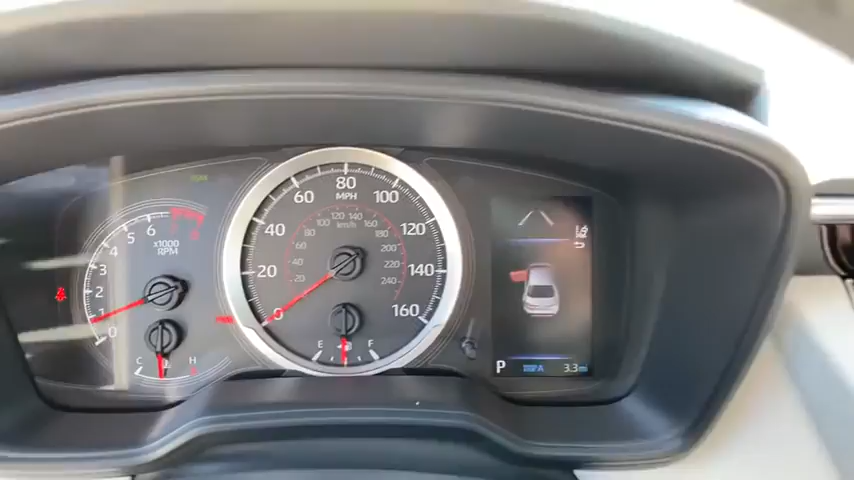 0 1 2 3 4 5 6
x1000
RPM
C H
0 20 40 60 80 100 120 140 160
MPH
20 40 60 80 100 120 140 160 180 200 220 240
km/h
E F
P
3.3 mi